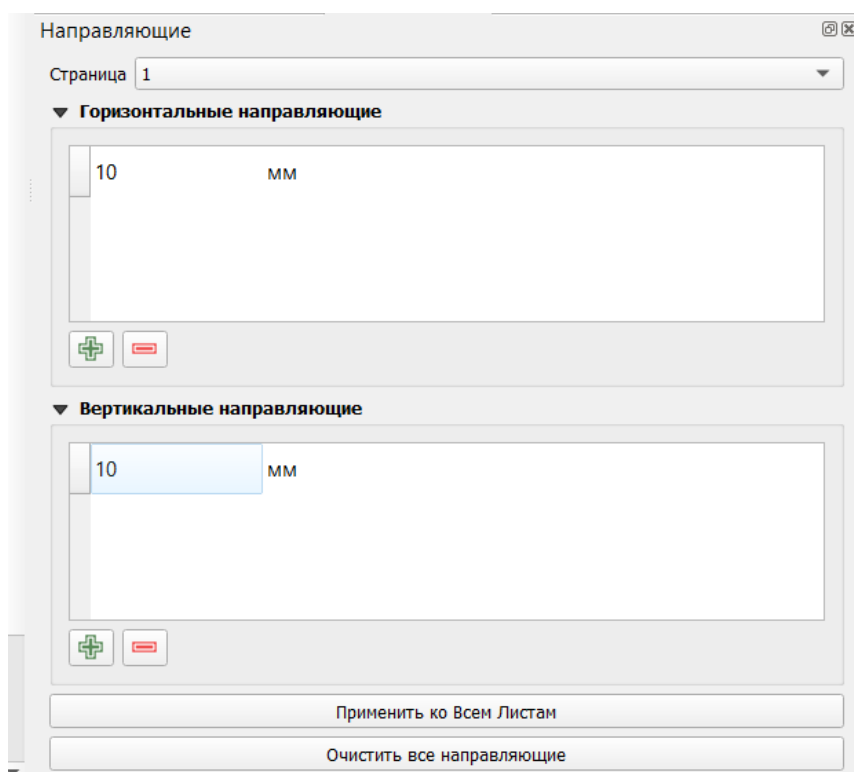 Направляющие
Страница 1
Горизонтальные направляющие
10 мм
Вертикальные направляющие
10 мм
Применить ко Всем Листам
Очистить все направляющие